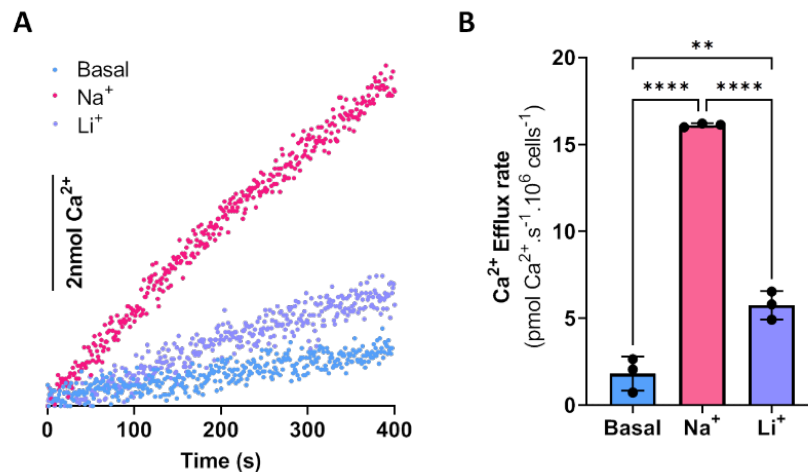 A
Basal
Na⁺
Li⁺
2nmol Ca²⁺
0 100 200 300 400
Time (s)
B
Ca²⁺ Efflux rate
(pmol Ca²⁺.s⁻¹.10⁶ cells⁻¹)
20
15
10
5
0
**
**** ****
Basal Na⁺ Li⁺